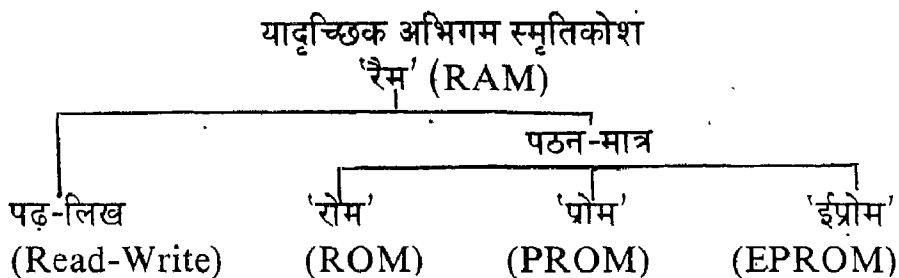 यादृच्छिक अभिगम स्मृतिकोश
'रैम' (RAM)
पठन-मात्र
पढ़-लिख 'रोम' 'प्रोम' 'ईप्रोम'
(Read-Write) (ROM) (PROM) (EPROM)